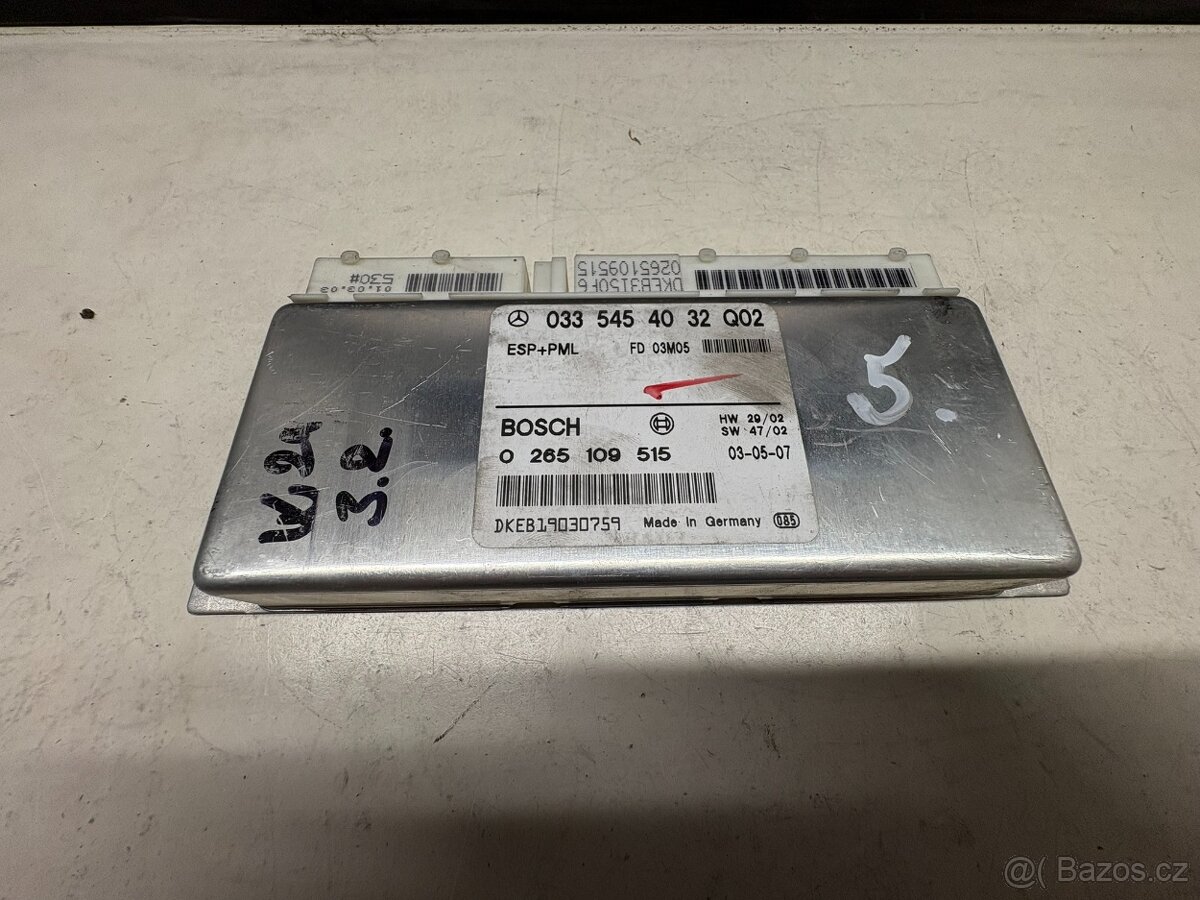 530#
01.03.03
DKEB3150F6
0265109515
033 545 40 32 Q02
ESP+PML FD 03M05
BOSCH HW 29/02
SW 47/02
0 265 109 515 03-05-07
DKEB19030759 Made in Germany 085
3.2.
5.
@( Bazos.cz